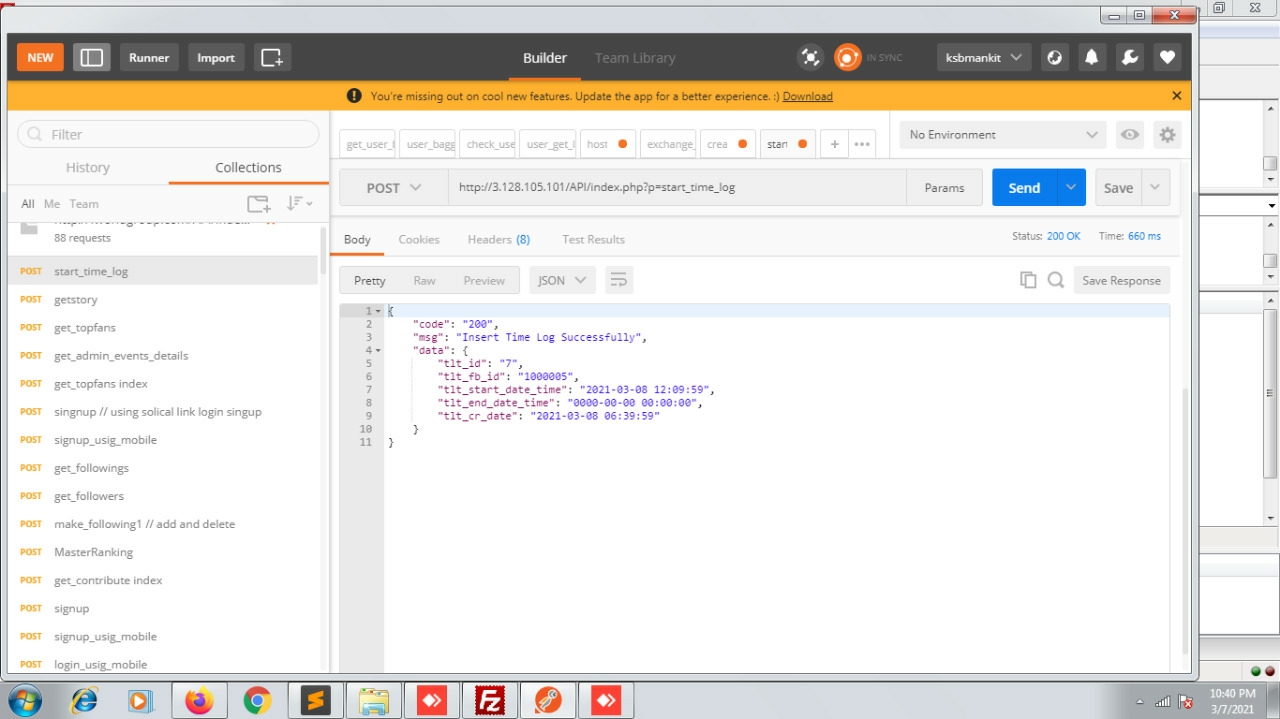 NEW
Runner
Import
Builder
Team Library
IN SYNC
ksbmankit
You're missing out on cool new features. Update the app for a better experience. :) Download
Filter
History
Collections
All Me Team
88 requests
POST start_time_log
POST getstory
POST get_topfans
POST get_admin_events_details
POST get_topfans index
POST singnup // using solical link login singup
POST signup_usig_mobile
POST get_followings
POST get_followers
POST make_following1 // add and delete
POST MasterRanking
POST get_contribute index
POST signup
POST signup_usig_mobile
POST login_usig_mobile
get_user_l
user_bagg
check_use
user_get_l
host
exchange_
crea
start
No Environment
POST
http://3.128.105.101/API/index.php?p=start_time_log
Params
Send
Save
Body
Cookies
Headers (8)
Test Results
Status: 200 OK
Time: 660 ms
Pretty
Raw
Preview
JSON
Save Response
1 {
2 "code": "200",
3 "msg": "Insert Time Log Successfully",
4 "data": {
5 "tlt_id": "7",
6 "tlt_fb_id": "1000005",
7 "tlt_start_date_time": "2021-03-08 12:09:59",
8 "tlt_end_date_time": "0000-00-00 00:00:00",
9 "tlt_cr_date": "2021-03-08 06:39:59"
10 }
11 }
10:40 PM
3/7/2021